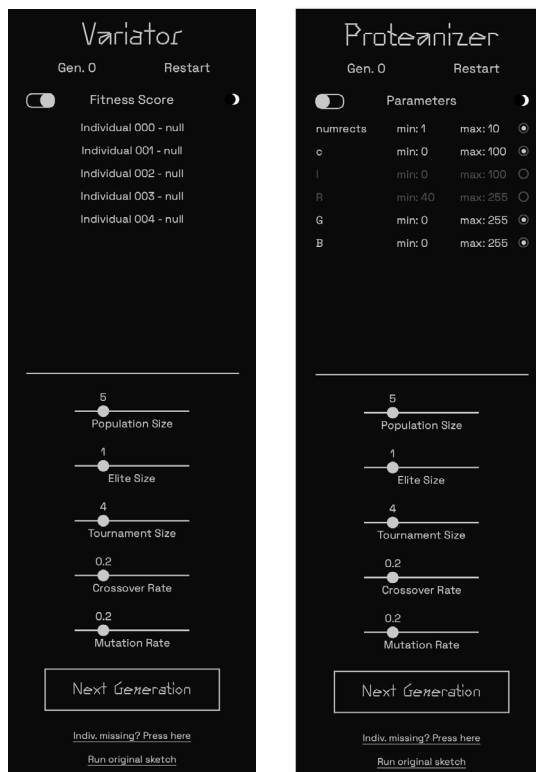 Variator
Gen. 0 Restart
Fitness Score
Individual 000 - null
Individual 001 - null
Individual 002 - null
Individual 003 - null
Individual 004 - null
5
Population Size
1
Elite Size
4
Tournament Size
0.2
Crossover Rate
0.2
Mutation Rate
Next Generation
Indiv. missing? Press here
Run original sketch
Proteanizer
Gen. 0 Restart
Parameters
numrects min: 1 max: 10
c min: 0 max: 100
l min: 0 max: 100
R min: 40 max: 255
G min: 0 max: 255
B min: 0 max: 255
5
Population Size
1
Elite Size
4
Tournament Size
0.2
Crossover Rate
0.2
Mutation Rate
Next Generation
Indiv. missing? Press here
Run original sketch